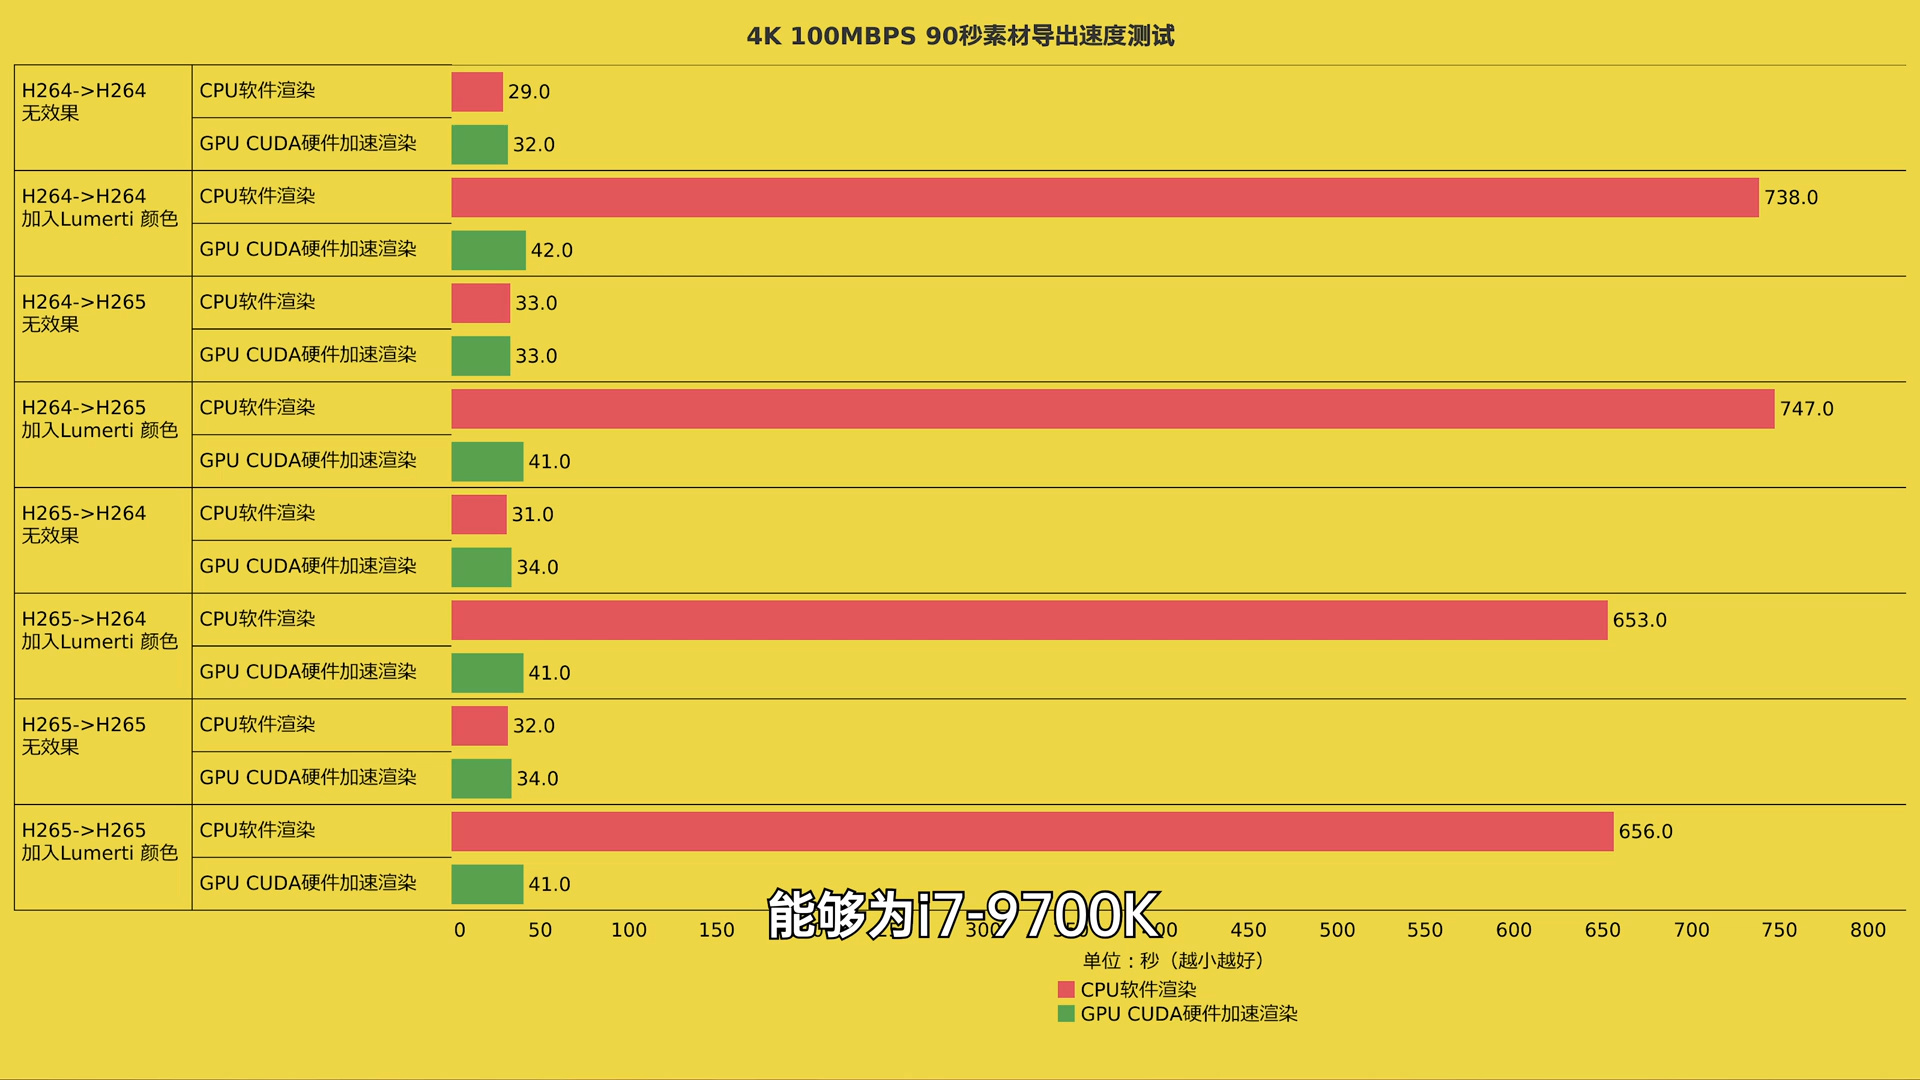 4K 100MBPS 90秒素材导出速度测试
H264->H264
无效果
CPU软件渲染
29.0
GPU CUDA硬件加速渲染
32.0
H264->H264
加入Lumerti 颜色
CPU软件渲染
738.0
GPU CUDA硬件加速渲染
42.0
H264->H265
无效果
CPU软件渲染
33.0
GPU CUDA硬件加速渲染
33.0
H264->H265
加入Lumerti 颜色
CPU软件渲染
747.0
GPU CUDA硬件加速渲染
41.0
H265->H264
无效果
CPU软件渲染
31.0
GPU CUDA硬件加速渲染
34.0
H265->H264
加入Lumerti 颜色
CPU软件渲染
653.0
GPU CUDA硬件加速渲染
41.0
H265->H265
无效果
CPU软件渲染
32.0
GPU CUDA硬件加速渲染
34.0
H265->H265
加入Lumerti 颜色
CPU软件渲染
656.0
GPU CUDA硬件加速渲染
41.0
能够为i7-9700K
0 50 100 150 300 450 500 550 600 650 700 750 800
单位：秒（越小越好）
CPU软件渲染
GPU CUDA硬件加速渲染